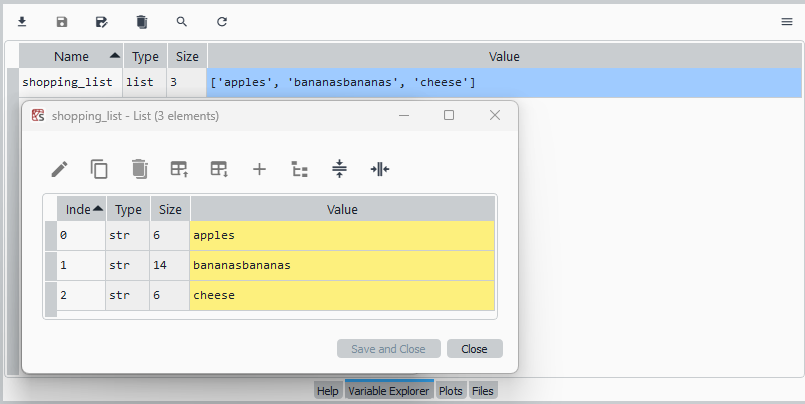 Name Type Size Value
shopping_list list 3 ['apples', 'bananasbananas', 'cheese']
shopping_list - List (3 elements)
Inde Type Size Value
0 str 6 apples
1 str 14 bananasbananas
2 str 6 cheese
Save and Close Close
Help Variable Explorer Plots Files